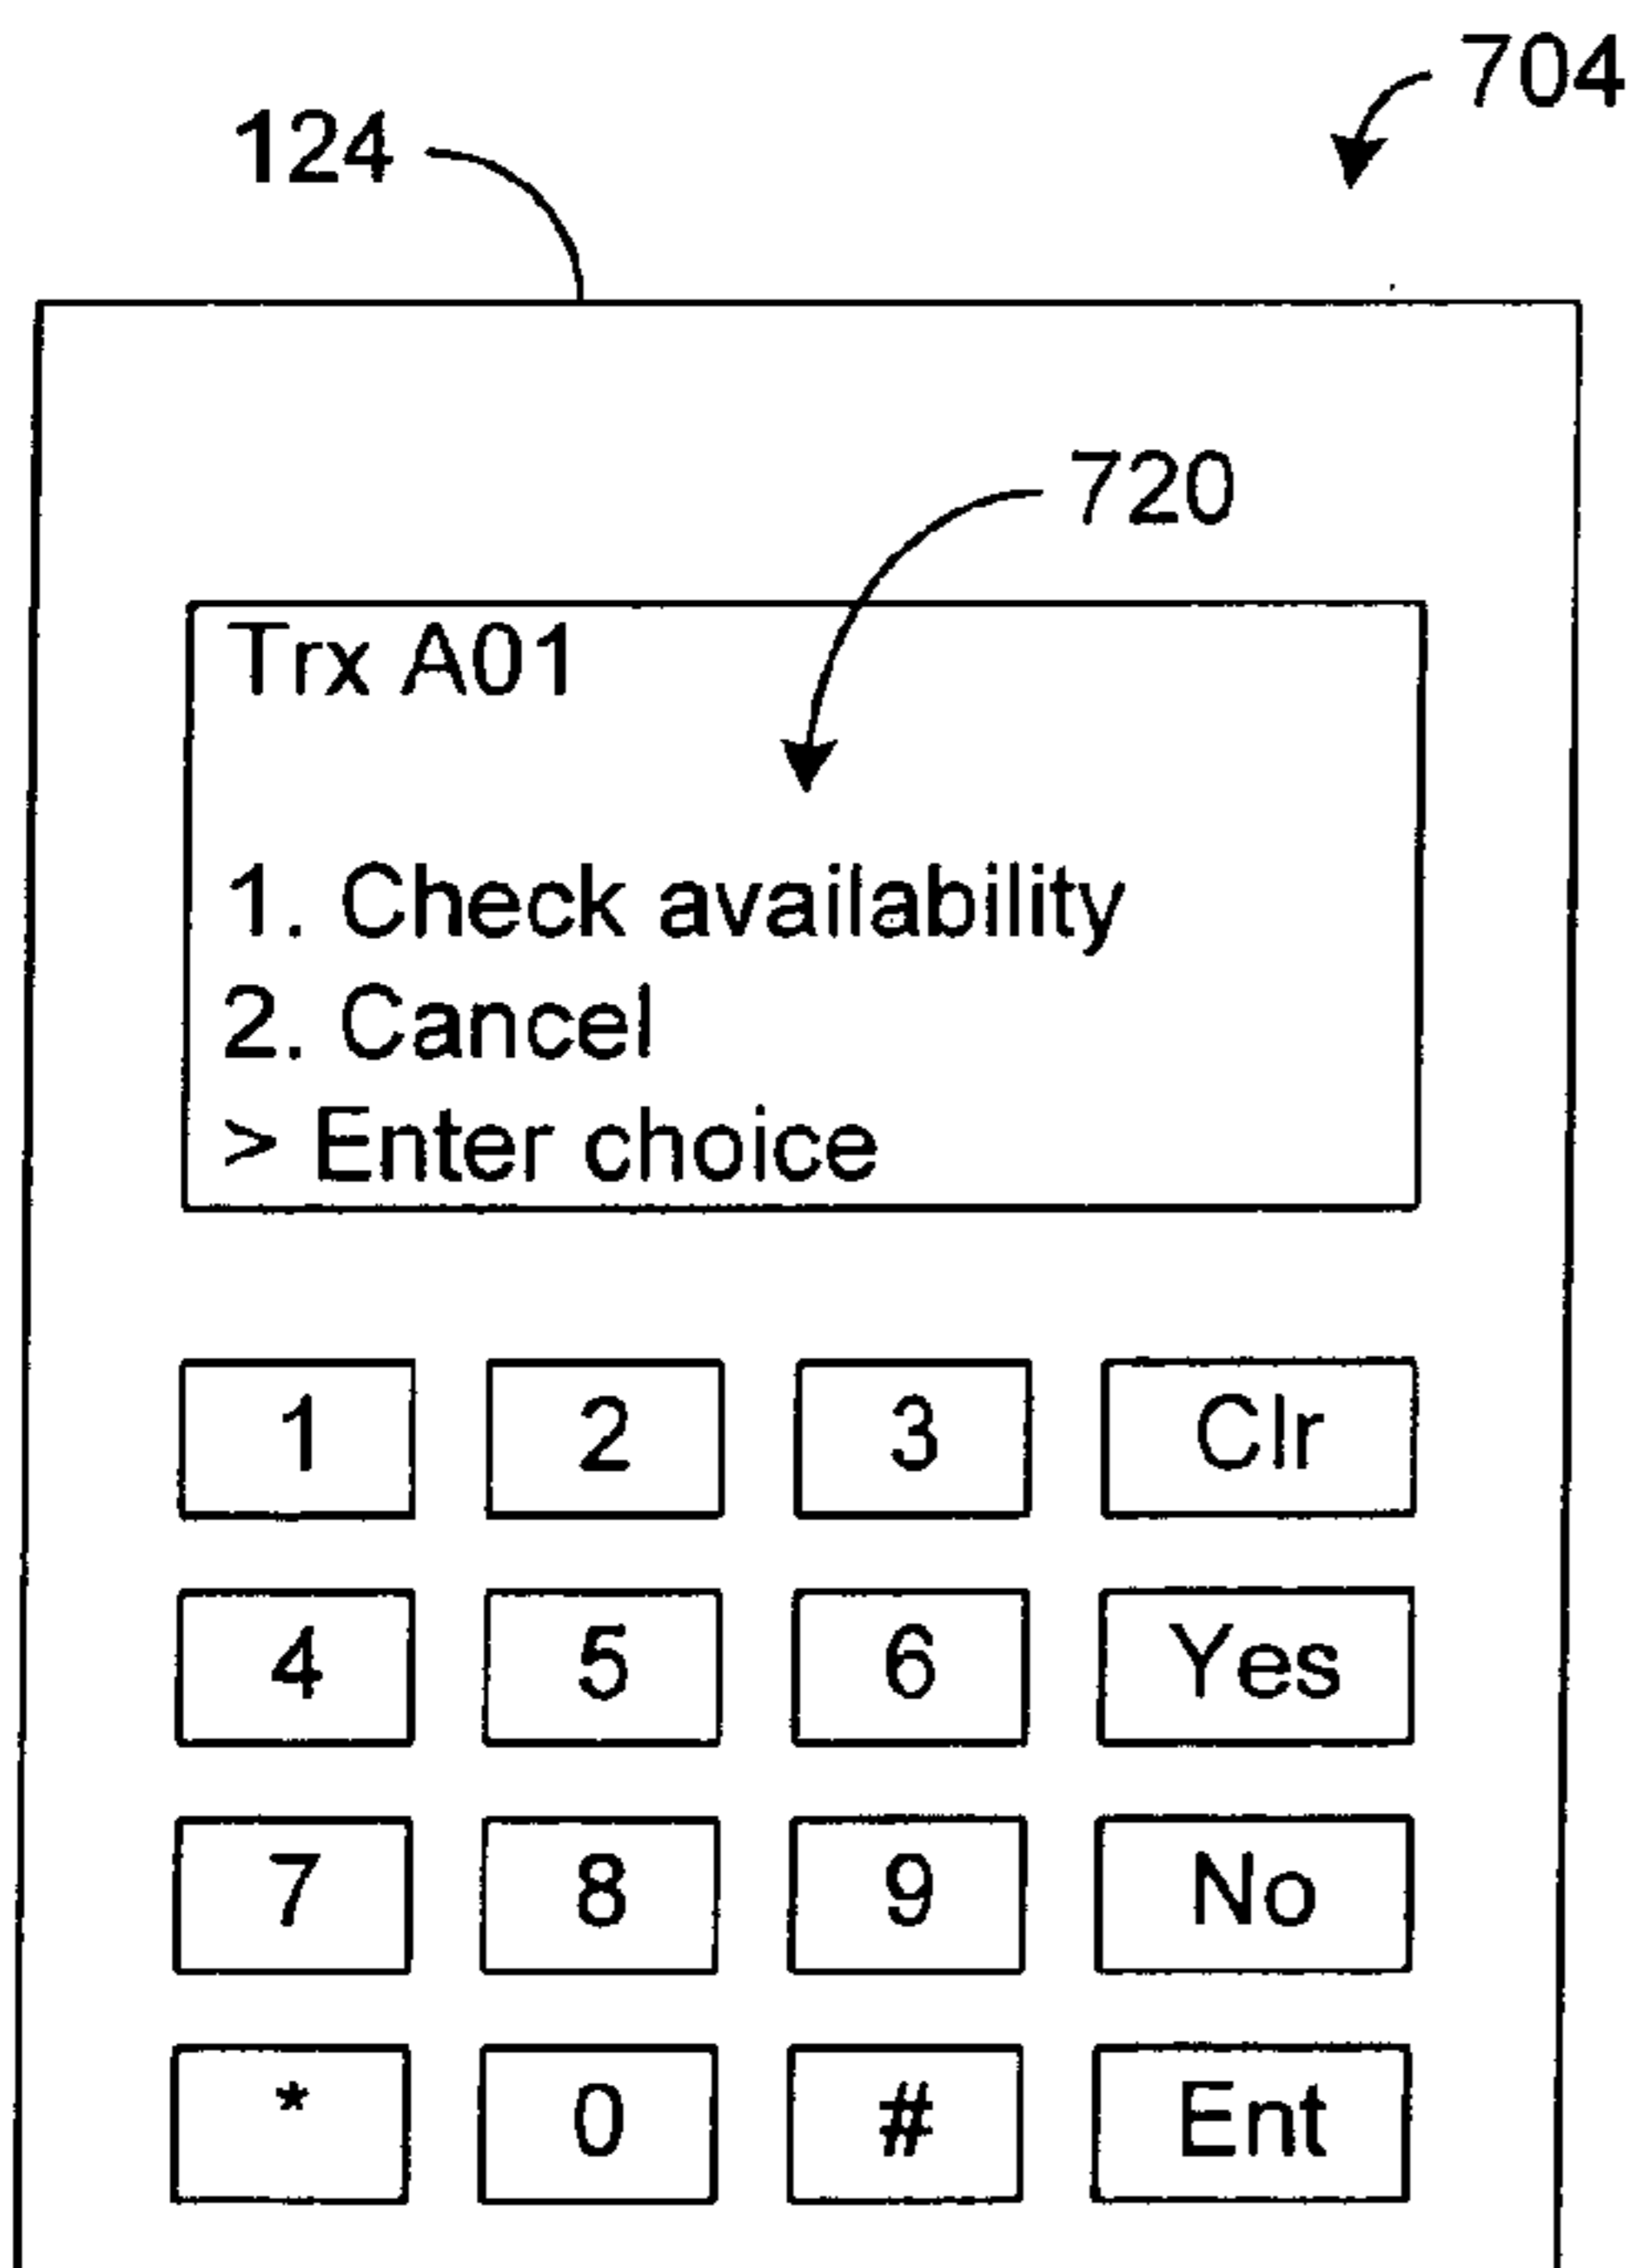 704
124
720
Trx A01
1. Check availability
2. Cancel
> Enter choice
1 2 3 Clr
4 5 6 Yes
7 8 9 No
* 0 # Ent